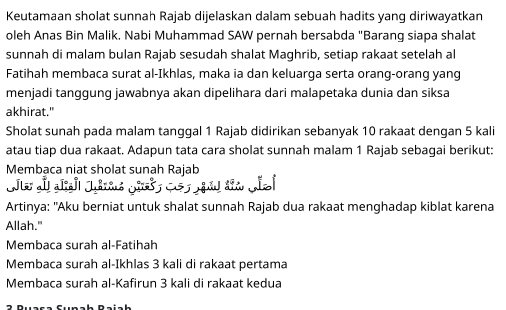 Keutamaan sholat sunnah Rajab dijelaskan dalam sebuah hadits yang diriwayatkan
oleh Anas Bin Malik. Nabi Muhammad SAW pernah bersabda "Barang siapa shalat
sunnah di malam bulan Rajab sesudah shalat Maghrib, setiap rakaat setelah al
Fatihah membaca surat al-Ikhlas, maka ia dan keluarga serta orang-orang yang
menjadi tanggung jawabnya akan dipelihara dari malapetaka dunia dan siksa
akhirat."
Sholat sunah pada malam tanggal 1 Rajab didirikan sebanyak 10 rakaat dengan 5 kali
atau tiap dua rakaat. Adapun tata cara sholat sunnah malam 1 Rajab sebagai berikut:
Membaca niat sholat sunah Rajab
أُصَلِّي سُنَّةً لِشَهْرِ رَجَبَ رَكْعَتَيْنِ مُسْتَقْبِلَ الْقِبْلَةِ لِلَّهِ تَعَالَى
Artinya: "Aku berniat untuk shalat sunnah Rajab dua rakaat menghadap kiblat karena
Allah."
Membaca surah al-Fatihah
Membaca surah al-Ikhlas 3 kali di rakaat pertama
Membaca surah al-Kafirun 3 kali di rakaat kedua
3 Puasa Sunah Rajab